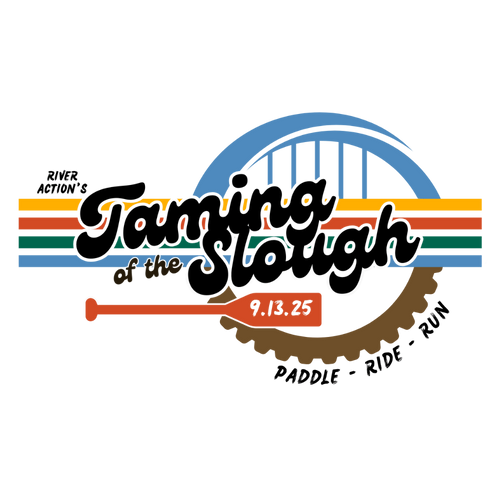 RIVER
ACTION'S
Taming
of the Slough
9.13.25
PADDLE - RIDE - RUN